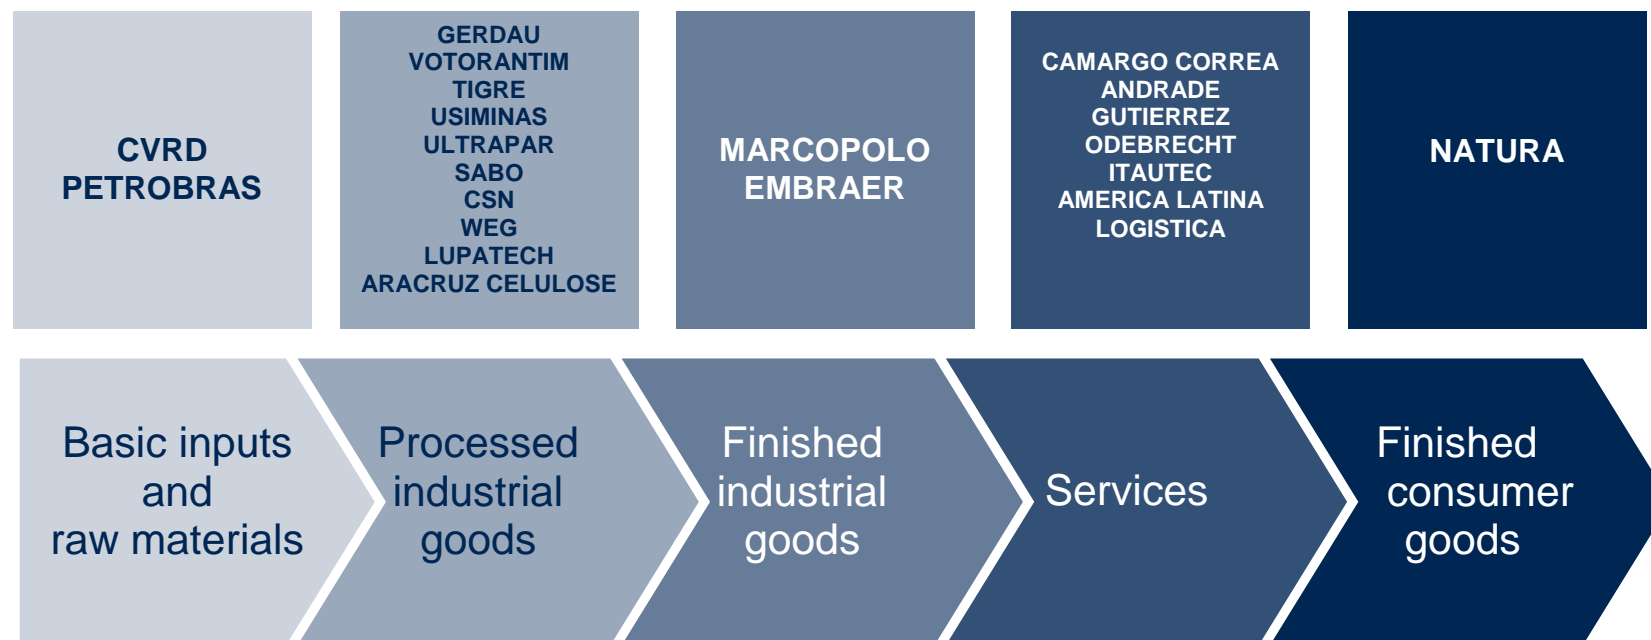 CVRD
PETROBRAS
GERDAU
VOTORANTIM
TIGRE
USIMINAS
ULTRAPAR
SABO
CSN
WEG
LUPATECH
ARACRUZ CELULOSE
MARCOPOLO
EMBRAER
CAMARGO CORREA
ANDRADE
GUTIERREZ
ODEBRECHT
ITAUTEC
AMERICA LATINA
LOGISTICA
NATURA
Basic inputs
and
raw materials
Processed
industrial
goods
Finished
industrial
goods
Services
Finished
consumer
goods